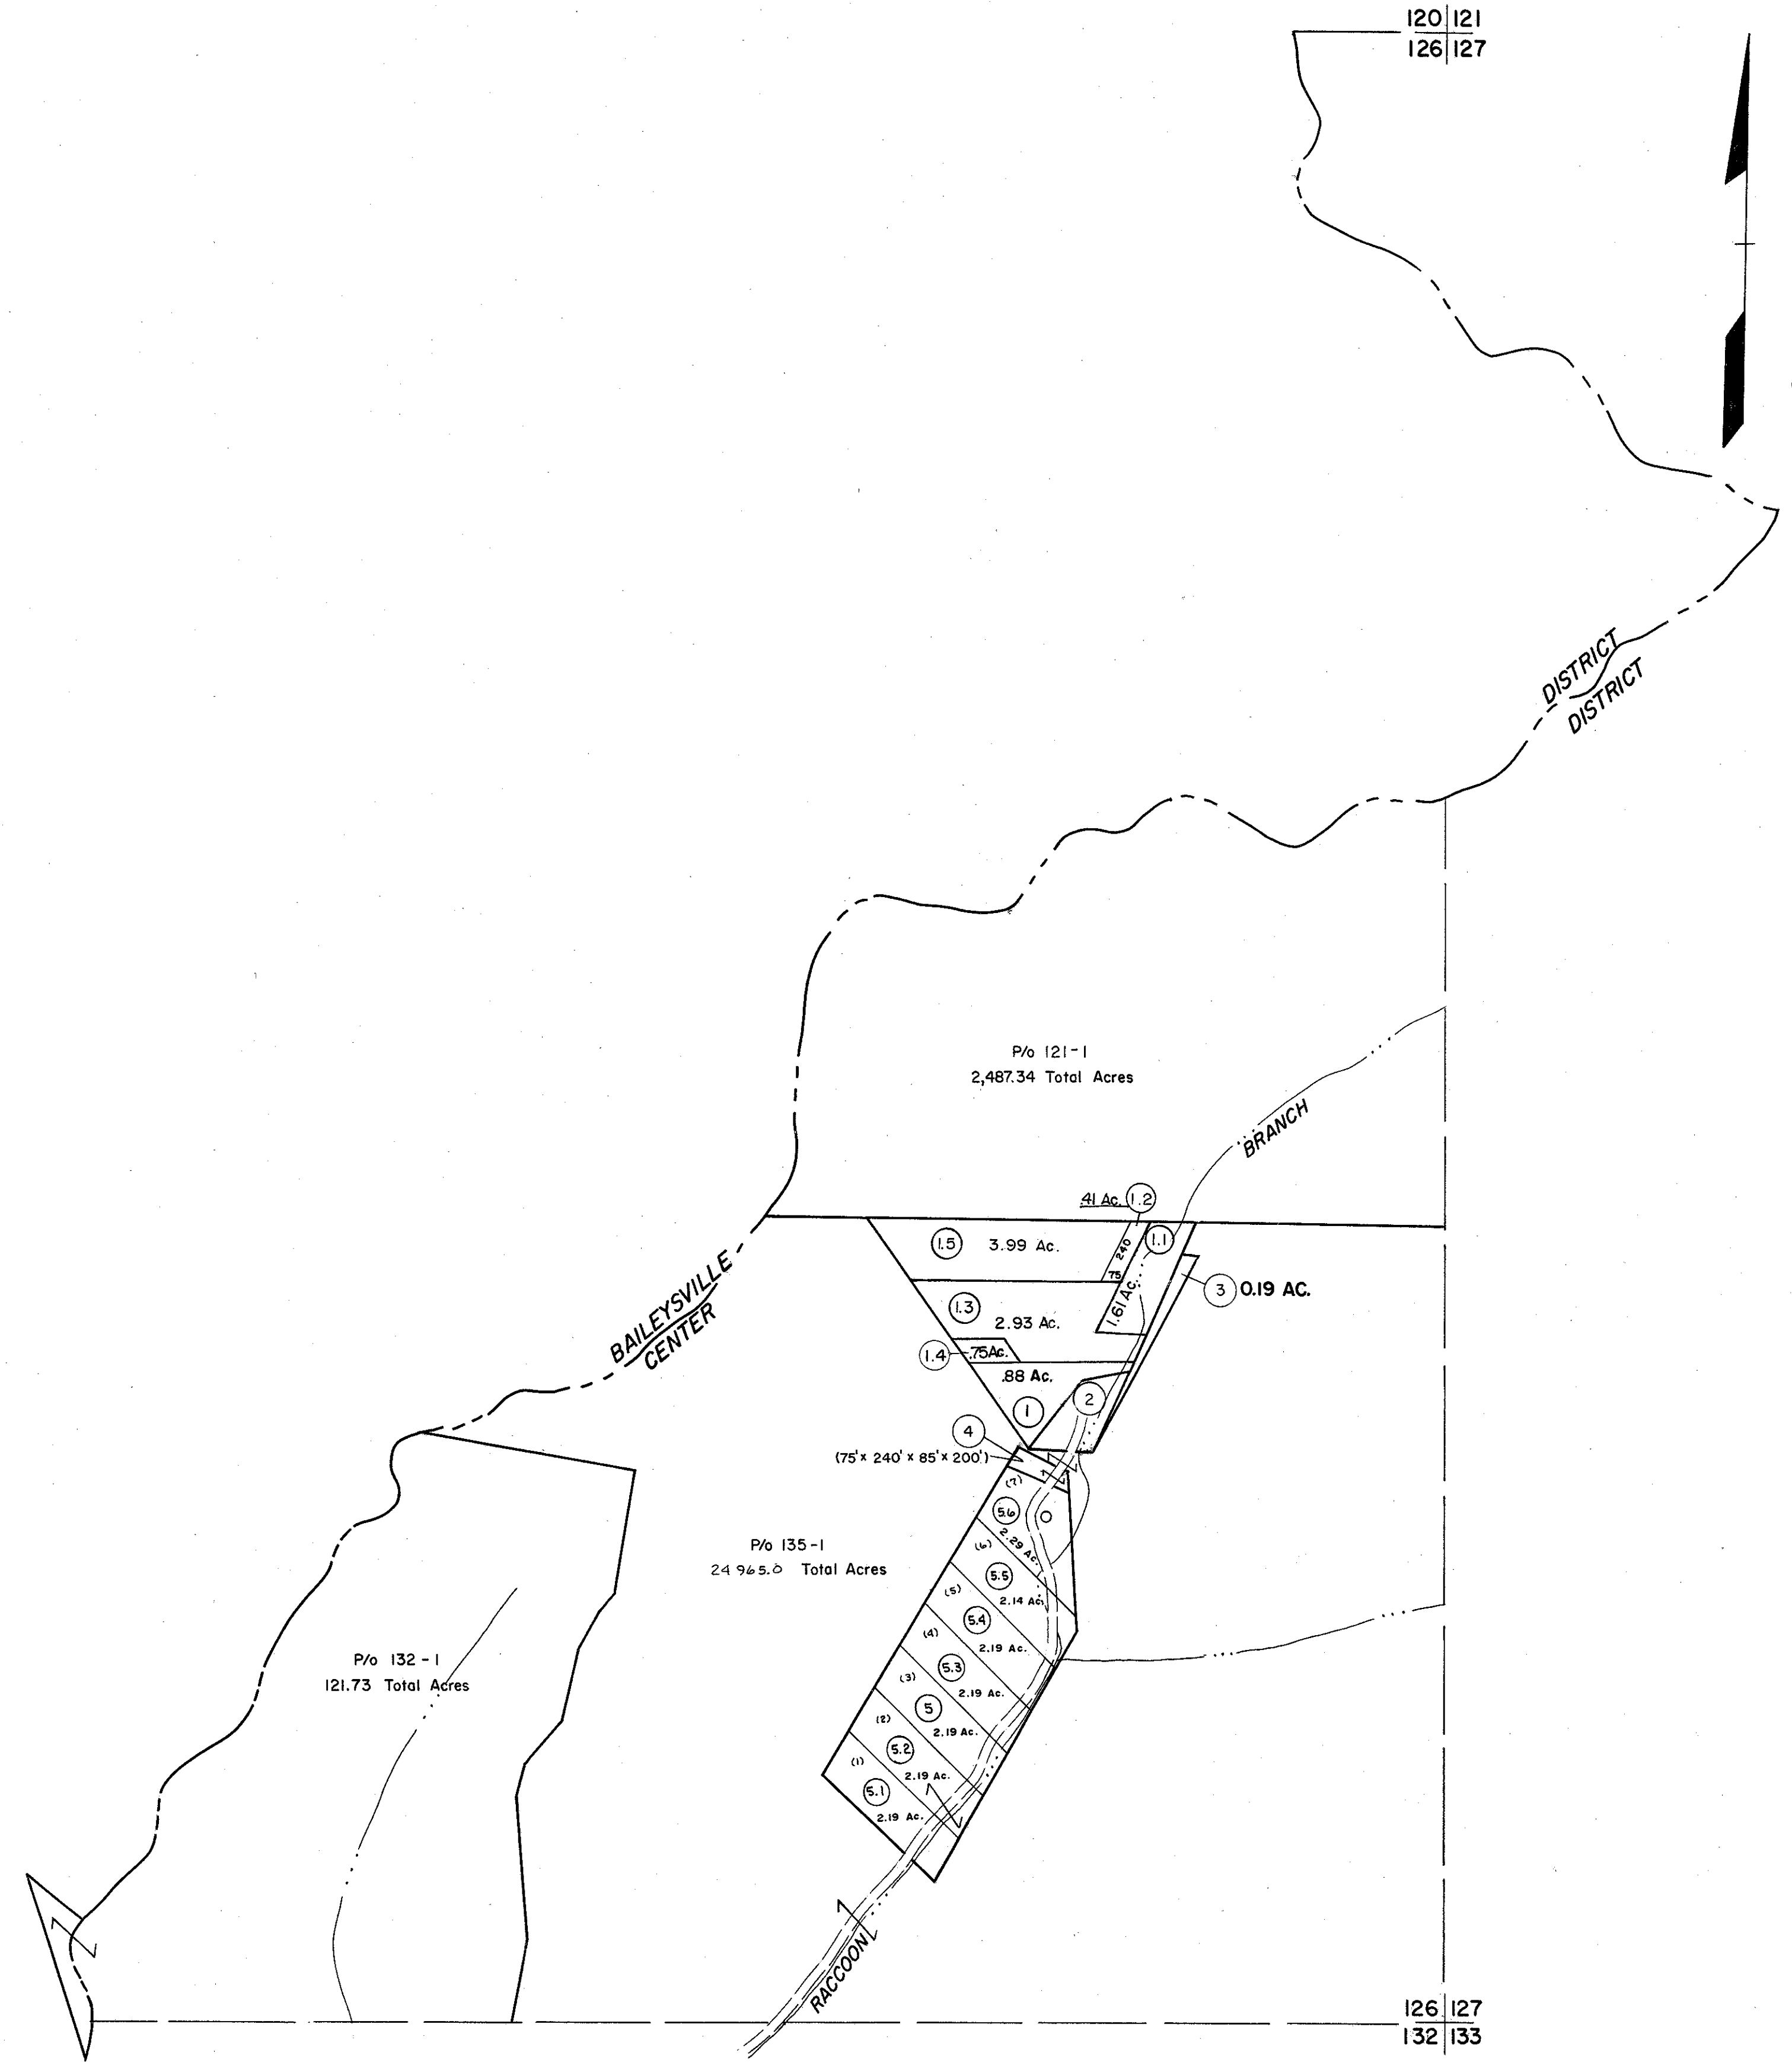 120 121
126 127
DISTRICT
DISTRICT
P/o 121-1
2,487.34 Total Acres
BRANCH
.41 Ac. 1.2
1.5 3.99 Ac.
240
75
1.1
1.61 AC.
3 0.19 AC.
1.3
2.93 Ac.
1.4 .75Ac.
.88 Ac.
1
2
BAILEYSVILLE
CENTER
4
(75' x 240' x 85' x 200')
(7)
5.6
2.29 Ac.
(6)
5.5
2.14 Ac.
(5)
5.4
2.19 Ac.
(4)
5.3
2.19 Ac.
(3)
5
2.19 Ac.
(2)
5.2
2.19 Ac.
(1)
5.1
2.19 Ac.
P/o 135-1
24 965.0 Total Acres
P/o 132-1
121.73 Total Acres
RACCOON
126 127
132 133